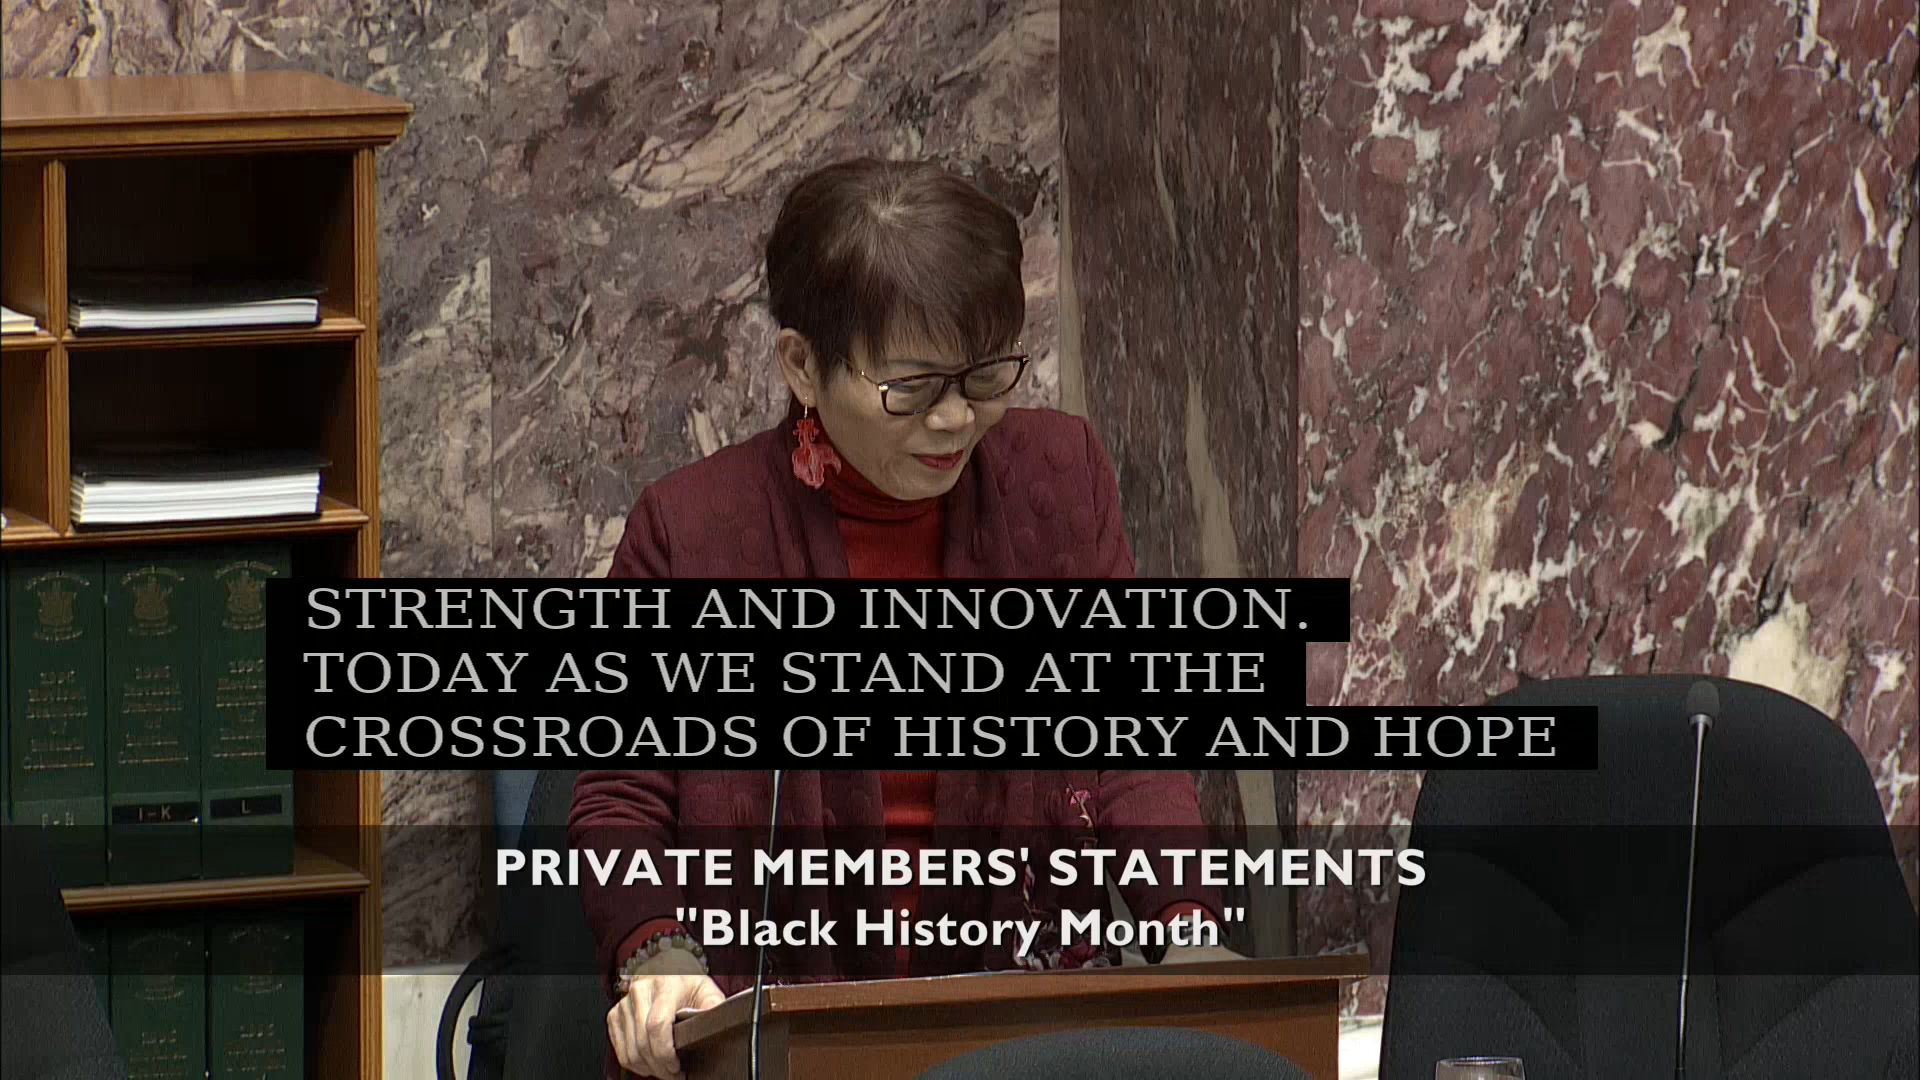 STRENGTH AND INNOVATION.
TODAY AS WE STAND AT THE
CROSSROADS OF HISTORY AND HOPE
PRIVATE MEMBERS' STATEMENTS
"Black History Month"
I-K
L